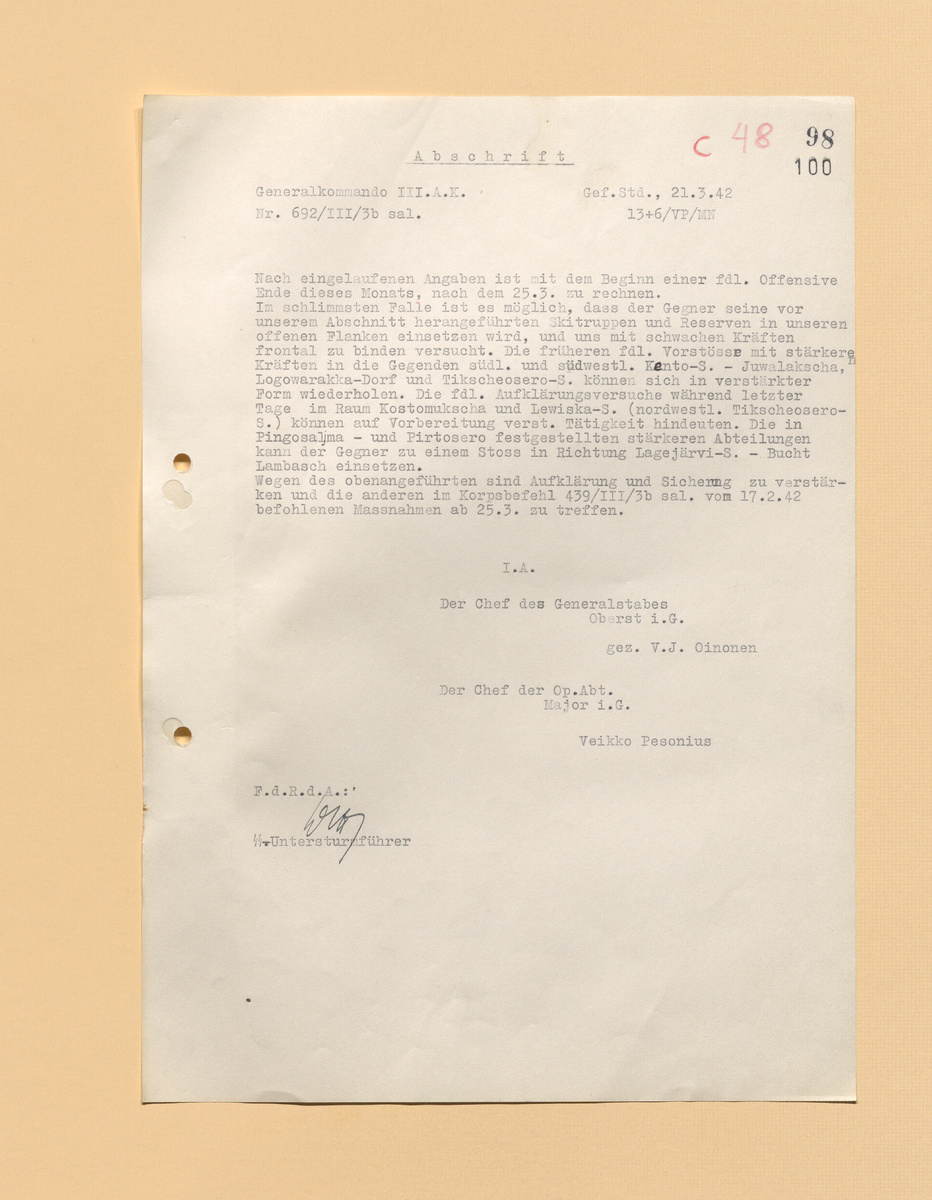 C 48 98
100
Abschrift
Generalkommando III.A.K. Gef.Std., 21.3.42
Nr. 692/III/3b sal. 13+6/VP/MN
Nach eingelaufenen Angaben ist mit dem Beginn einer fdl. Offensive
Ende dieses Monats, nach dem 25.3. zu rechnen.
Im schlimmsten Falle ist es möglich, dass der Gegner seine vor
unserem Abschnitt herangeführten Skitruppen und Reserven in unseren
offenen Flanken einsetzen wird, und uns mit schwachen Kräften
frontal zu binden versucht. Die früheren fdl. Vorstösse mit stärkeren
Kräften in die Gegenden südl. und südwestl. Kento-S. - Juwalakscha,
Logowarakka-Dorf und Tikscheosero-S. können sich in verstärkter
Form wiederholen. Die fdl. Aufklärungsversuche während letzter
Tage im Raum Kostomukscha und Lewiska-S. (nordwestl. Tikscheosero-
S.) können auf Vorbereitung verst. Tätigkeit hindeuten. Die in
Pingosaljma - und Pirtosero festgestellten stärkeren Abteilungen
kann der Gegner zu einem Stoss in Richtung Lagejärvi-S. - Bucht
Lambasch einsetzen.
Wegen des obenangeführten sind Aufklärung und Sicherung zu verstär-
ken und die anderen im Korpsbefehl 439/III/3b sal. vom 17.2.42
befohlenen Massnahmen ab 25.3. zu treffen.
I.A.
Der Chef des Generalstabes
Oberst i.G.
gez. V.J. Oinonen
Der Chef der Op.Abt.
Major i.G.
Veikko Pesonius
F.d.R.d.A.:
SS-Untersturmführer